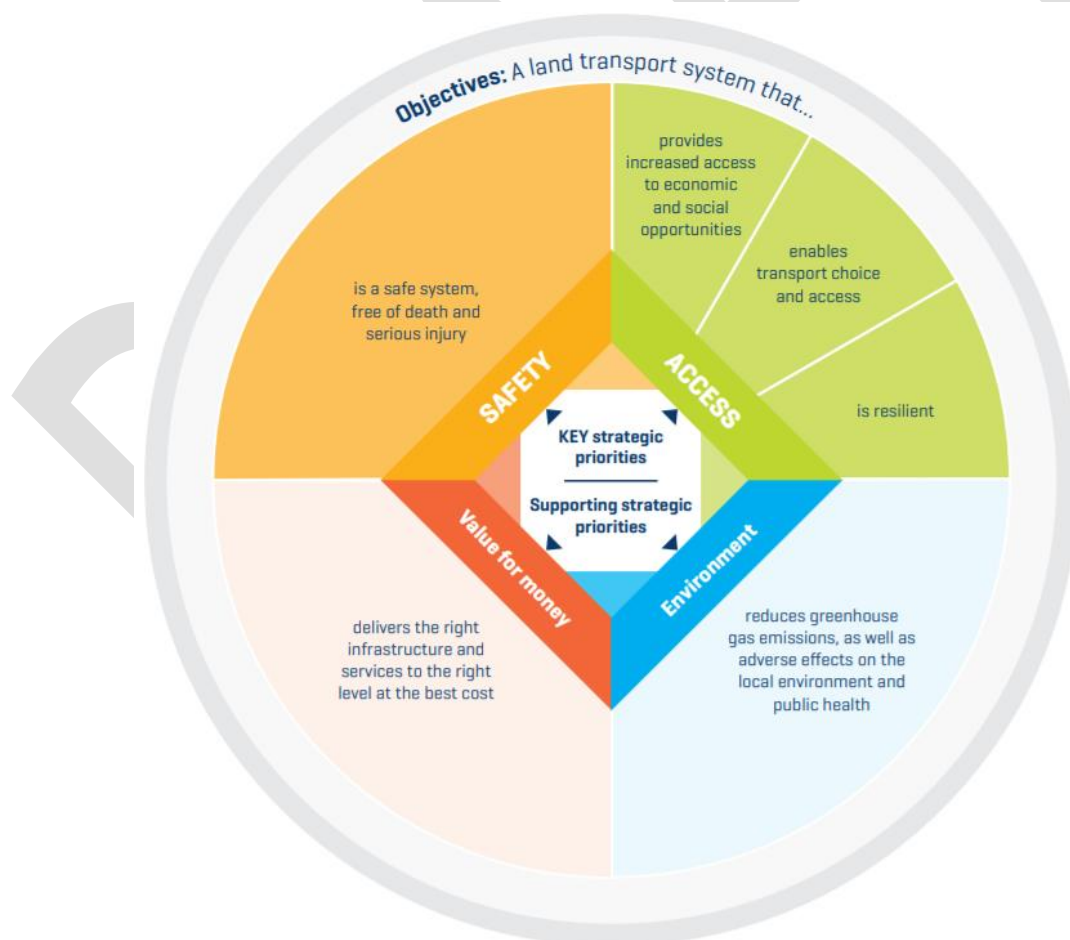 Objectives: A land transport system that...
provides
increased access
to economic
and social
opportunities
enables
transport choice
and access
is resilient
is a safe system,
free of death and
serious injury
SAFETY
ACCESS
KEY strategic
priorities
Supporting strategic
priorities
Value for money
Environment
delivers the right
infrastructure and
services to the right
level at the best cost
reduces greenhouse
gas emissions, as well as
adverse effects on the
local environment and
public health